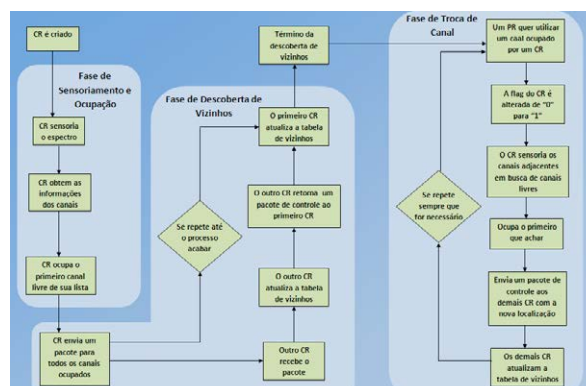 CR é criado
Fase de
Sensoriamento e
Ocupação
CR sensoria
o espectro
CR obtem as
informações
dos canais
CR ocupa o
primeiro canal
livre de sua lista
CR envia um
pacote para
todos os canais
ocupados
Fase de Descoberta de
Vizinhos
Se repete até
o processo
acabar
Outro CR
recebe o
pacote
O outro CR
atualiza a tabela
de vizinhos
O outro CR retorna um
pacote de controle ao
primeiro CR
O primeiro CR
atualiza a tabela
de vizinhos
Término da
descoberta de
vizinhos
Fase de Troca de
Canal
Um PR quer utilizar
um caal ocupado
por um CR
A flag do CR é
alterada de "0"
para "1"
O CR sensoria os
canais adjacentes
em busca de canais
livres
Ocupa o primeiro
que achar
Envia um pacote de
controle aos
demais CR com a
nova localização
Os demais CR
atualizam a
tabela de vizinhos
Se repete
sempre que
for necessário